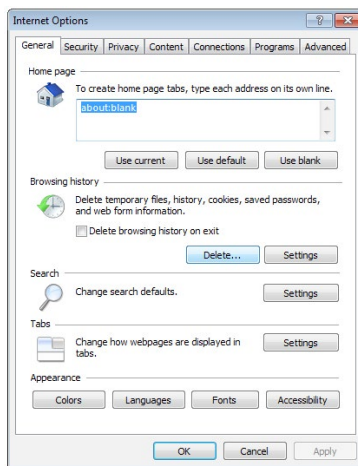 Internet Options
General Security Privacy Content Connections Programs Advanced
Home page
To create home page tabs, type each address on its own line.
about:blank
Use current Use default Use blank
Browsing history
Delete temporary files, history, cookies, saved passwords,
and web form information.
Delete browsing history on exit
Delete... Settings
Search
Change search defaults. Settings
Tabs
Change how webpages are displayed in
tabs.
Settings
Appearance
Colors Languages Fonts Accessibility
OK Cancel Apply